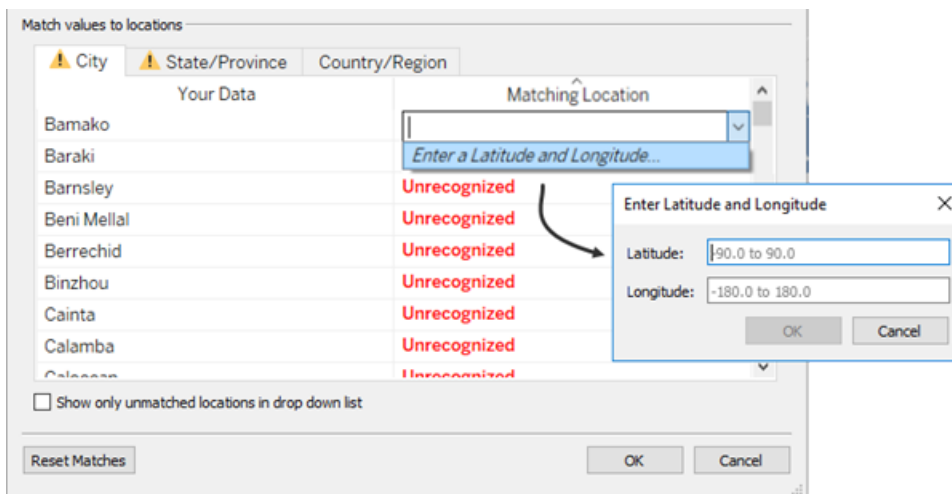 Match values to locations
City State/Province Country/Region
Your Data Matching Location
Bamako
Baraki Enter a Latitude and Longitude...
Barnsley Unrecognized
Beni Mellal Unrecognized
Berrechid Unrecognized
Binzhou Unrecognized
Cainta Unrecognized
Calamba Unrecognized
Caloocan Unrecognized
Show only unmatched locations in drop down list
Reset Matches OK Cancel
Enter Latitude and Longitude
Latitude: -90.0 to 90.0
Longitude: -180.0 to 180.0
OK Cancel